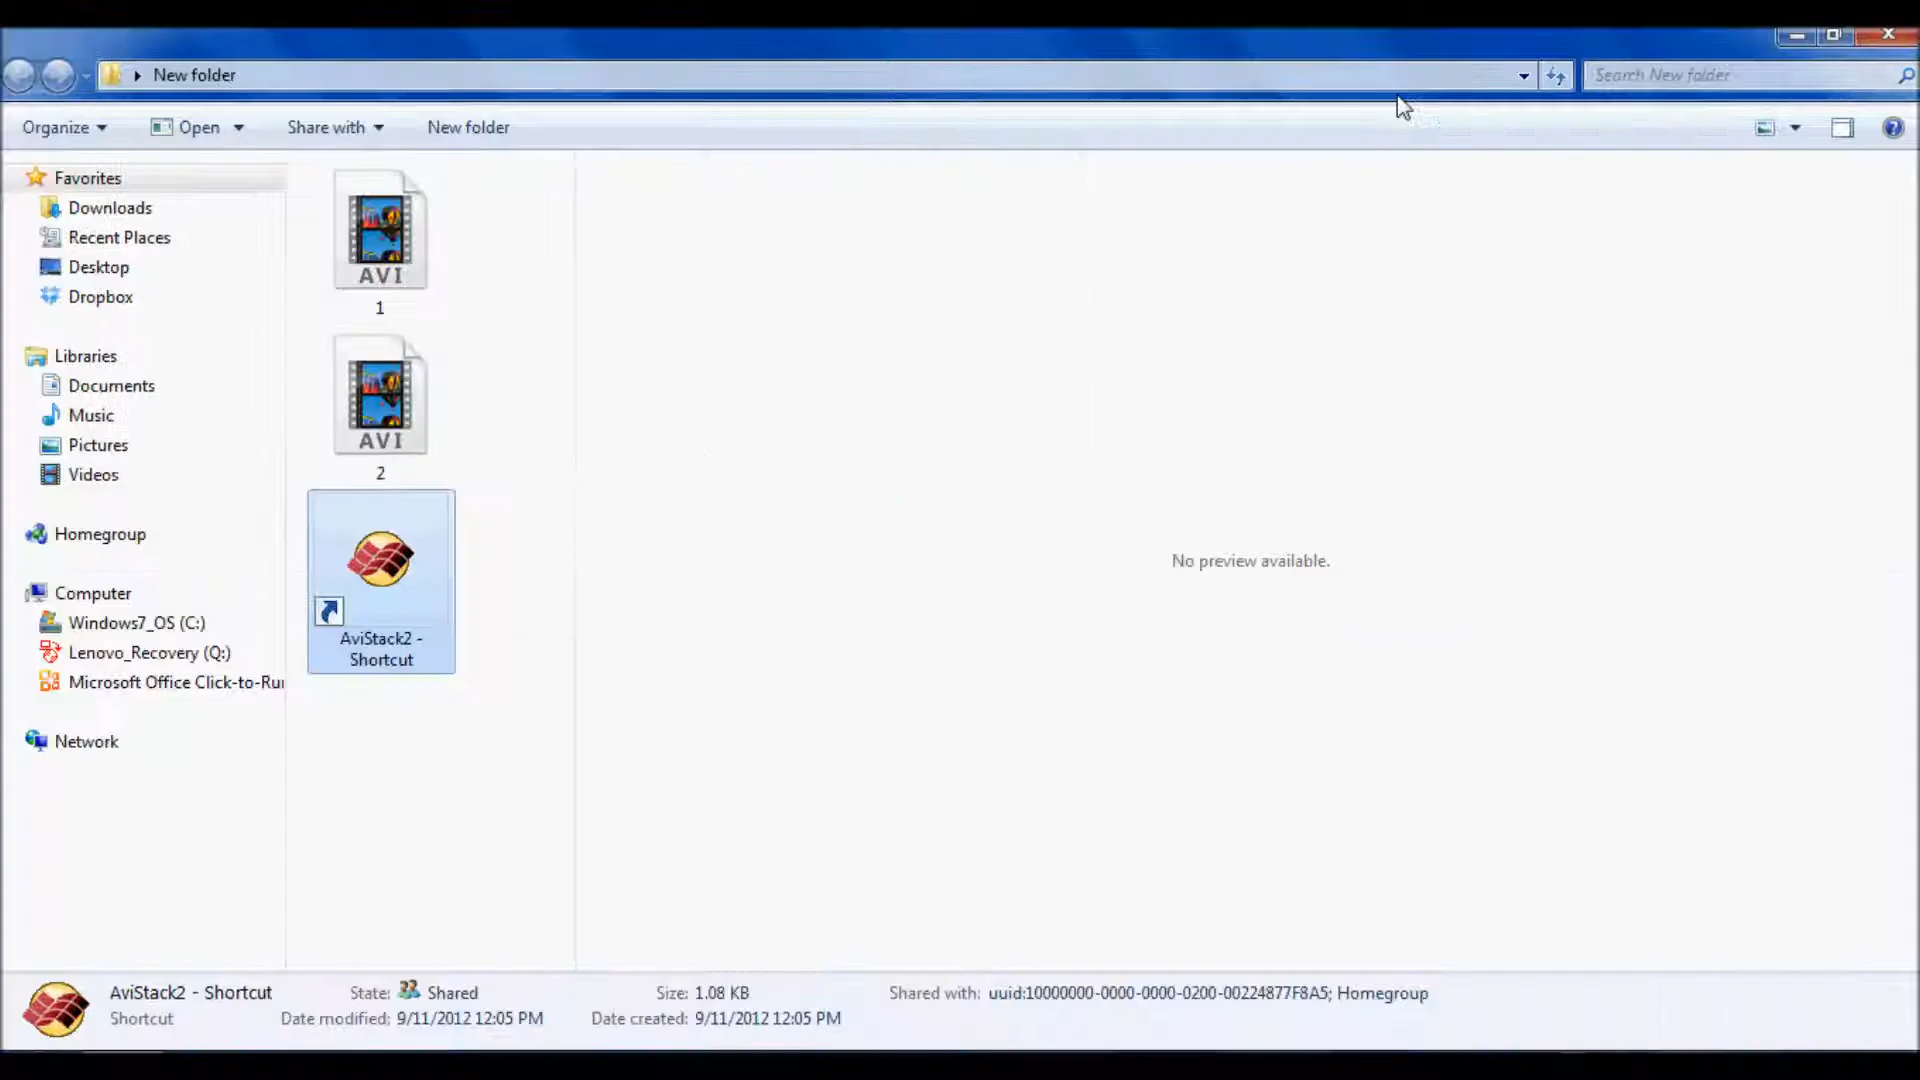 New folder
Search New folder
Organize
Open
Share with
New folder
Favorites
Downloads
Recent Places
Desktop
Dropbox
Libraries
Documents
Music
Pictures
Videos
Homegroup
Computer
Windows7_OS (C:)
Lenovo_Recovery (Q:)
Microsoft Office Click-to-Ru
Network
AVI
1
AVI
2
AviStack2 -
Shortcut
No preview available.
AviStack2 - Shortcut State: Shared Size: 1.08 KB Shared with: uuid:10000000-0000-0000-0200-00224877F8A5; Homegroup
Shortcut Date modified: 9/11/2012 12:05 PM Date created: 9/11/2012 12:05 PM